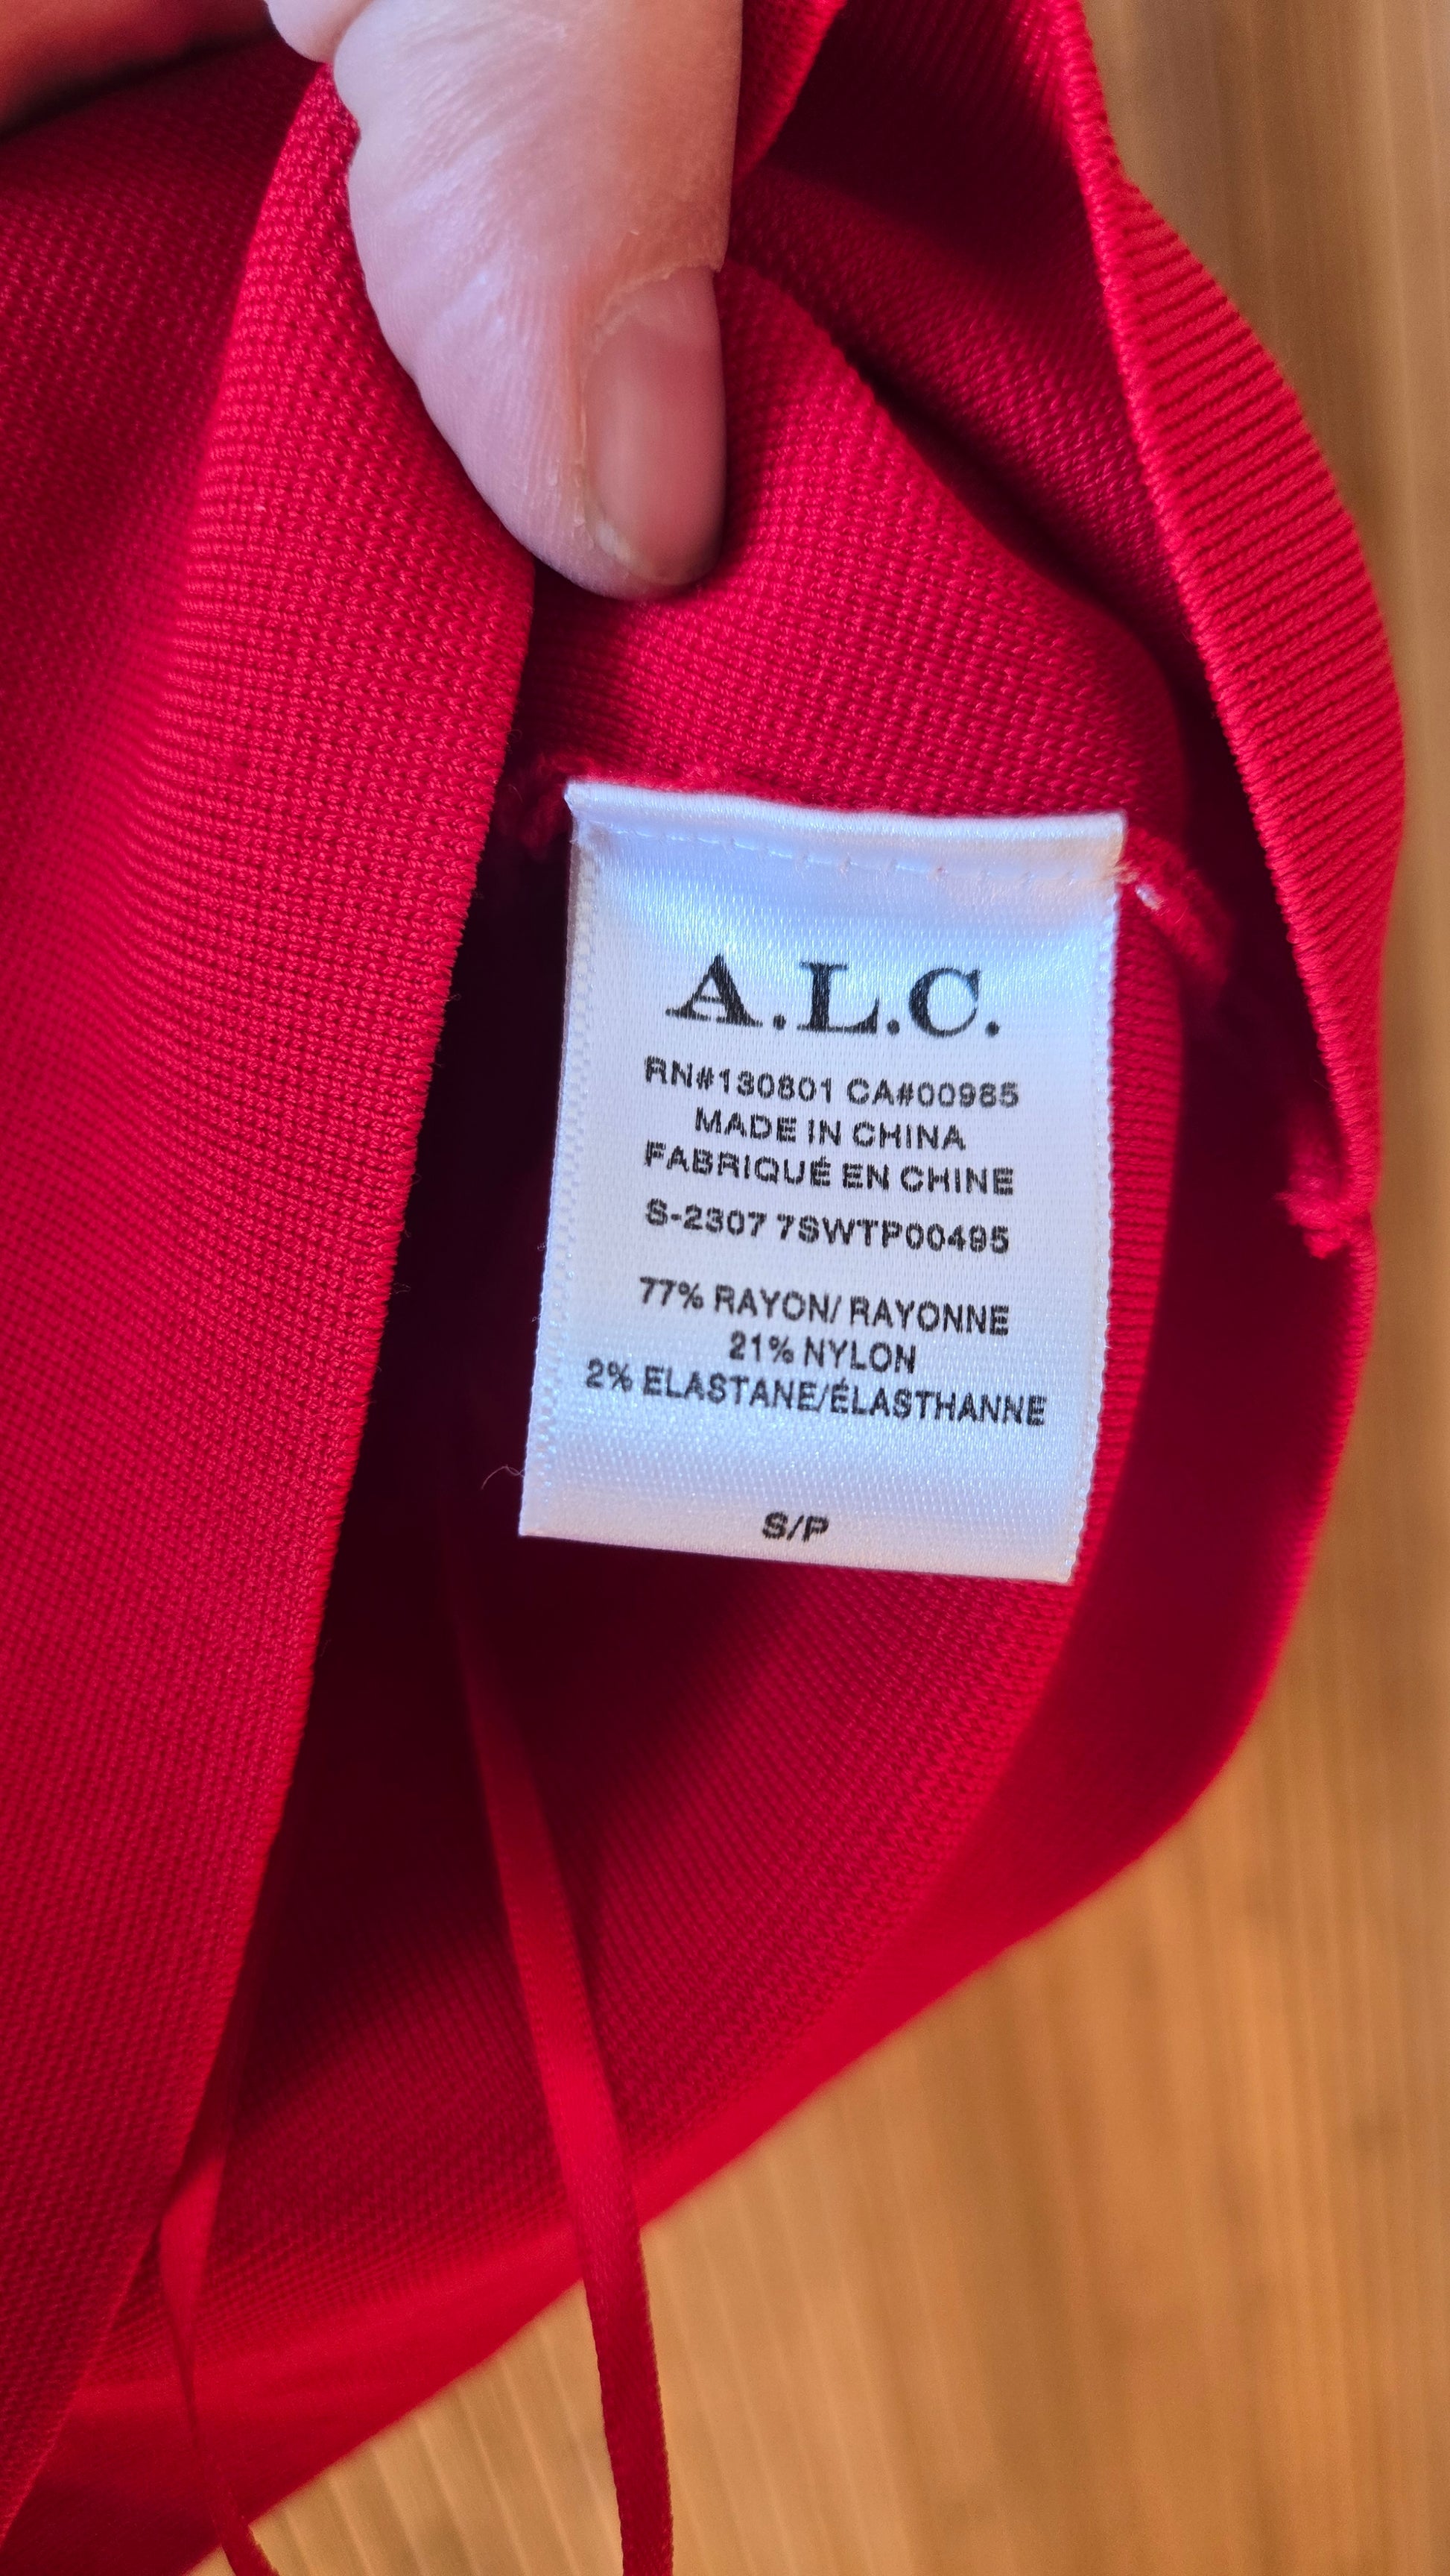 A.L.C.
RN#130801 CA#00985
MADE IN CHINA
FABRIQUÉ EN CHINE
S-2307 7SWTP00495
77% RAYON/ RAYONNE
21% NYLON
2% ELASTANE/ÉLASTHANNE
S/P